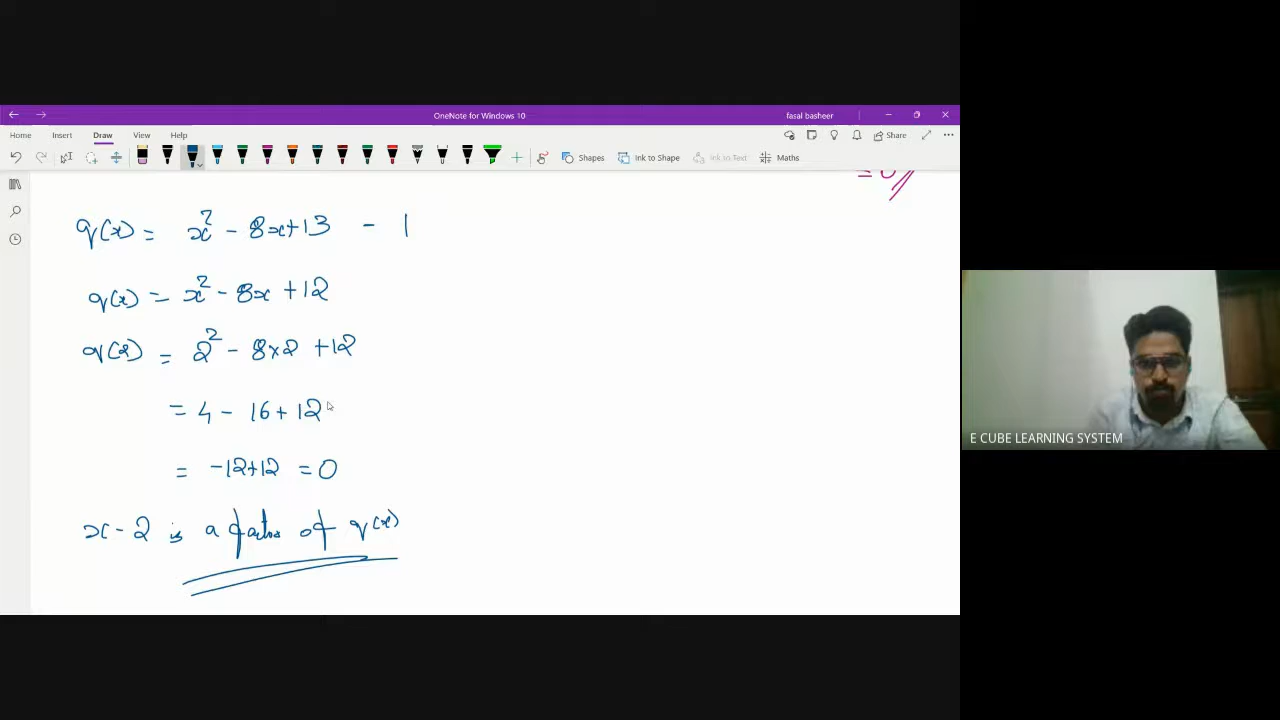 OneNote for Windows 10
fasal basheer
Home Insert Draw View Help
Share
Shapes Ink to Shape Ink to Text Maths
= 0
q(x) = x² - 8x+13 - 1
q(x) = x² - 8x +12
q(2) = 2² - 8×2 +12
= 4 - 16 + 12
= -12+12 = 0
x - 2 is a factor of q(x)
E CUBE LEARNING SYSTEM